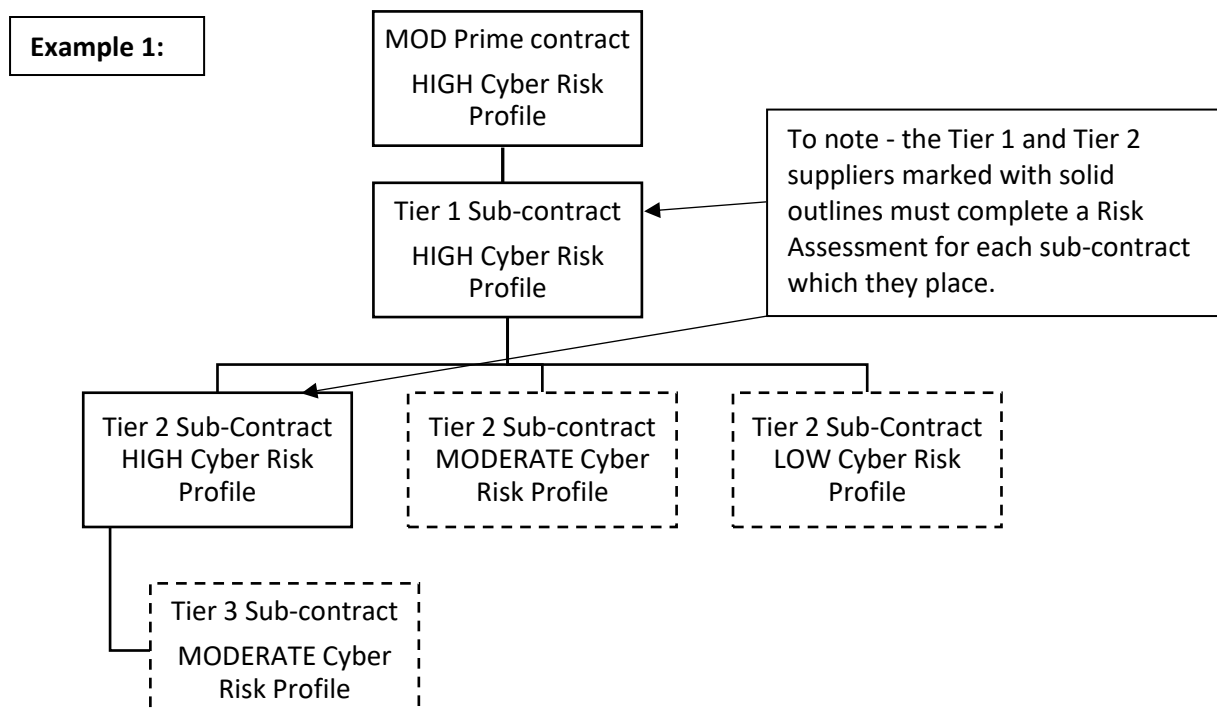 Example 1:
MOD Prime contract
HIGH Cyber Risk
Profile
To note - the Tier 1 and Tier 2
suppliers marked with solid
outlines must complete a Risk
Assessment for each sub-contract
which they place.
Tier 1 Sub-contract
HIGH Cyber Risk
Profile
Tier 2 Sub-Contract
HIGH Cyber Risk
Profile
Tier 2 Sub-contract
MODERATE Cyber
Risk Profile
Tier 2 Sub-Contract
LOW Cyber Risk
Profile
Tier 3 Sub-contract
MODERATE Cyber
Risk Profile